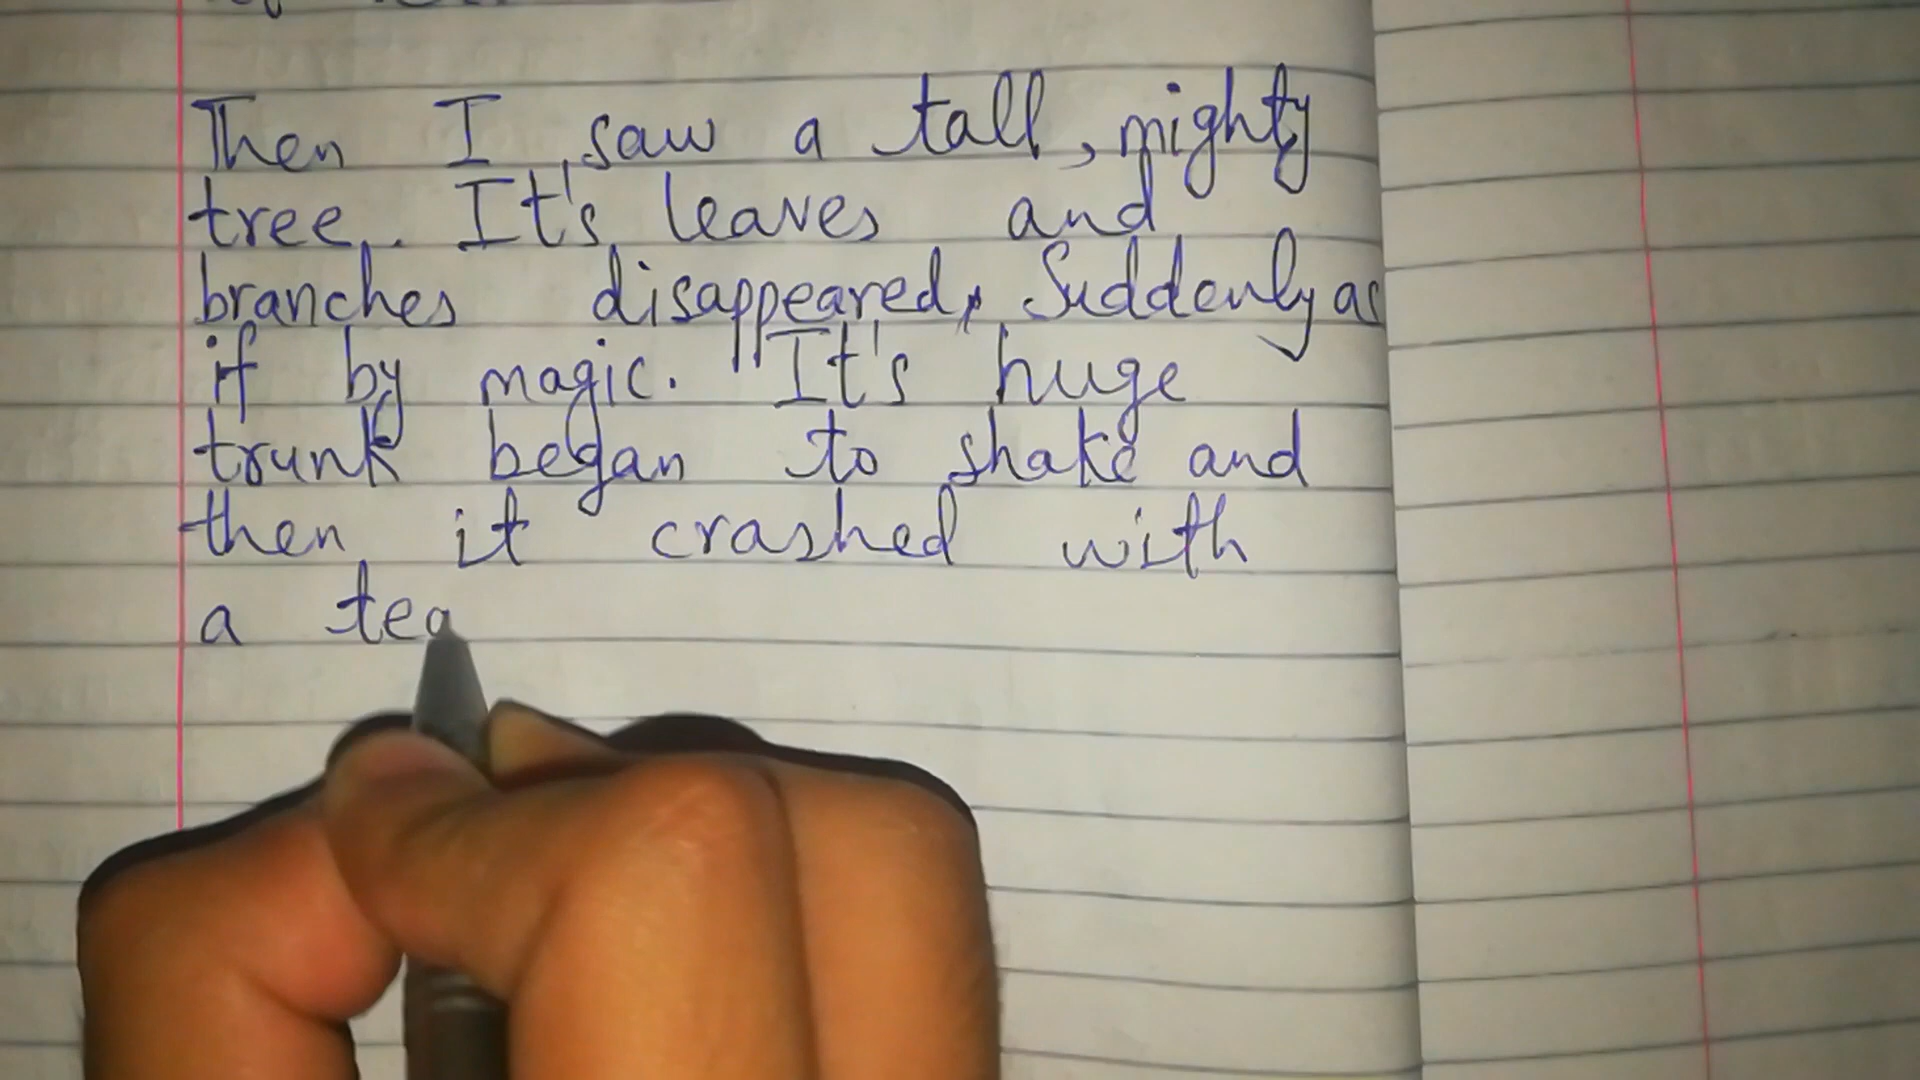 Then I saw a tall, mighty
tree. It's leaves and
branches disappeared, Suddenly as
if by magic. It's huge
trunk began to shake and
then it crashed with
a tea